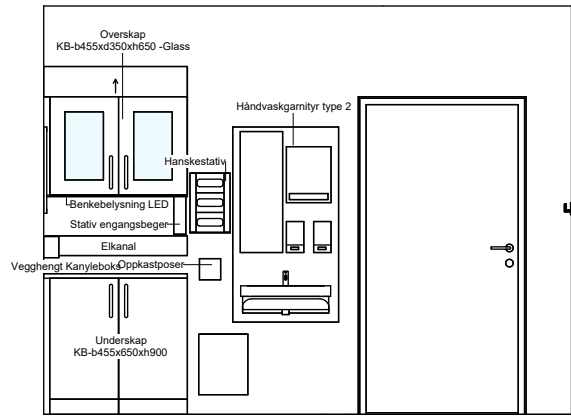 Overskap
KB-b455xd350xh650 -Glass
Håndvaskgarnityr type 2
Hanskestativ
Benkebelysning LED
Stativ engangsbeger
Elkanal
Vegghengt Kanyleboks
Oppkastposer
Underskap
KB-b455x650xh900